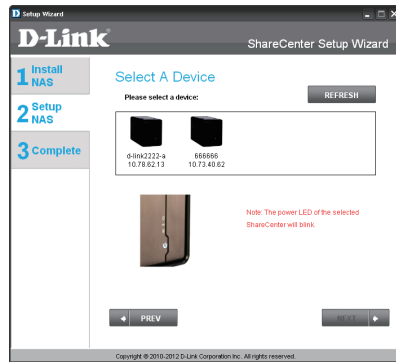 Setup Wizard
D-Link
ShareCenter Setup Wizard
1 Install NAS
2 Setup NAS
3 Complete
Select A Device
Please select a device:
REFRESH
d-link2222-a
10.78.62.13
666666
10.73.40.62
Note: The power LED of the selected
ShareCenter will blink.
PREV
NEXT
Copyright © 2010-2012 D-Link Corporation Inc. All rights reserved.